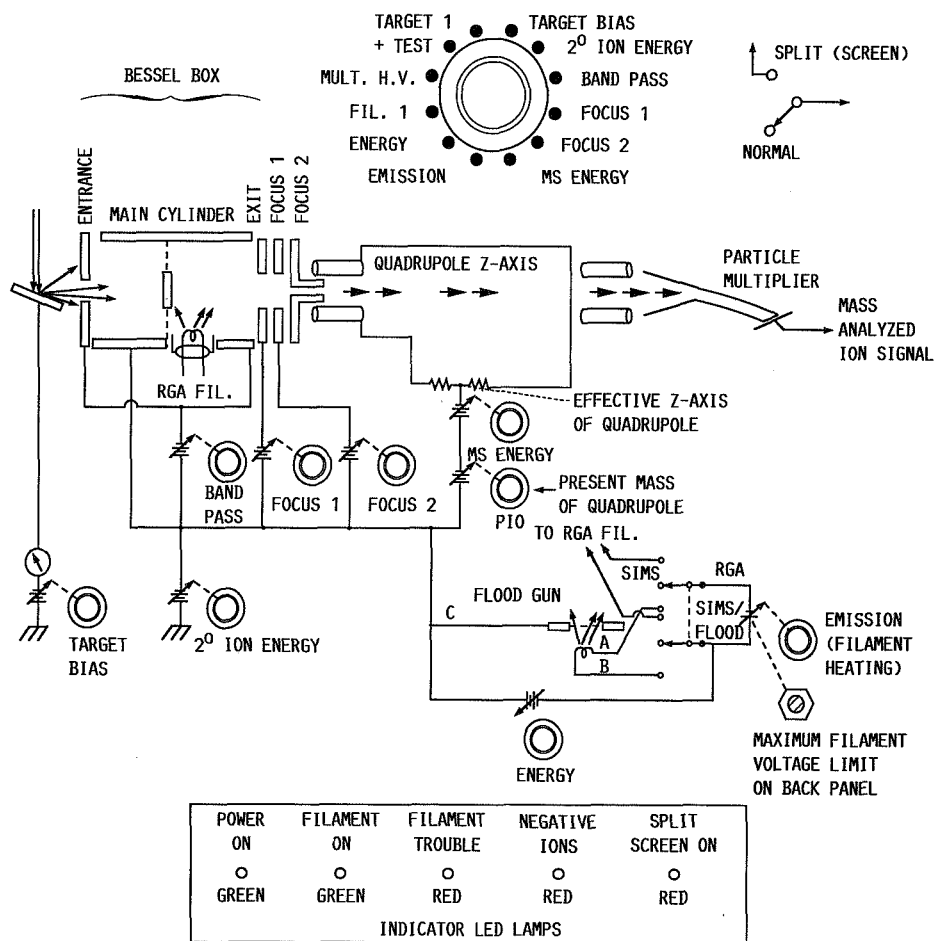 TARGET 1
TARGET BIAS
+ TEST
2⁰ ION ENERGY
SPLIT (SCREEN)
BESSEL BOX
MULT. H.V.
BAND PASS
FIL. 1
FOCUS 1
NORMAL
ENERGY
FOCUS 2
EMISSION
MS ENERGY
ENTRANCE
MAIN CYLINDER
EXIT
FOCUS 1
FOCUS 2
QUADRUPOLE Z-AXIS
PARTICLE
MULTIPLIER
MASS
ANALYZED
ION SIGNAL
RGA FIL.
EFFECTIVE Z-AXIS
OF QUADRUPOLE
MS ENERGY
BAND
PASS
FOCUS 1
FOCUS 2
PIO
PRESENT MASS
OF QUADRUPOLE
TO RGA FIL.
SIMS
RGA
FLOOD GUN
C
A
B
SIMS/
FLOOD
EMISSION
(FILAMENT
HEATING)
TARGET
BIAS
2⁰ ION ENERGY
ENERGY
MAXIMUM FILAMENT
VOLTAGE LIMIT
ON BACK PANEL
POWER FILAMENT FILAMENT NEGATIVE SPLIT
ON ON TROUBLE IONS SCREEN ON
GREEN GREEN RED RED RED
INDICATOR LED LAMPS